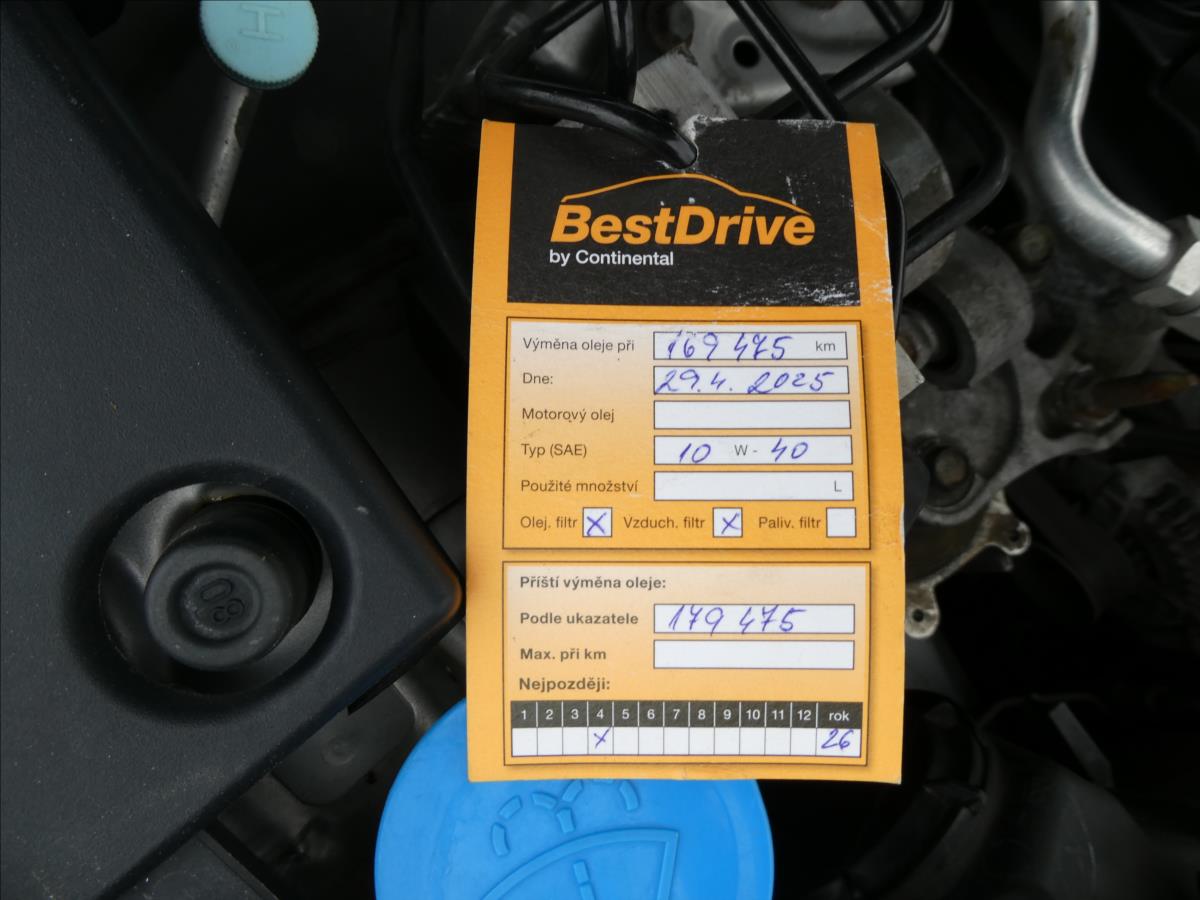 H
BestDrive
by Continental
Výměna oleje při 169 475 km
Dne: 29.4. 2025
Motorový olej
Typ (SAE) 10 W - 40
Použité množství L
Olej. filtr X Vzduch. filtr X Paliv. filtr
Příští výměna oleje:
Podle ukazatele 179 475
Max. při km
Nejpozději:
1 2 3 4 5 6 7 8 9 10 11 12 rok
x 26